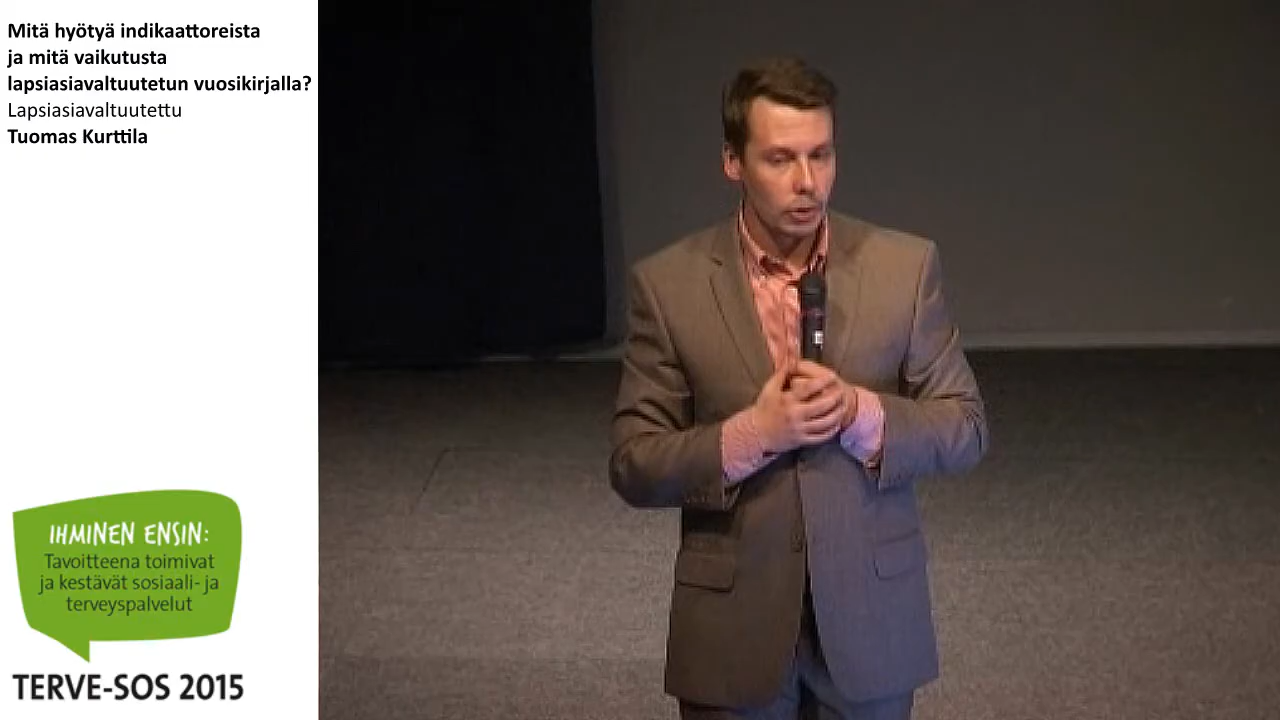 Mitä hyötyä indikaattoreista
ja mitä vaikutusta
lapsiasiavaltuutetun vuosikirjalla?
Lapsiasiavaltuutettu
Tuomas Kurttila
IHMINEN ENSIN:
Tavoitteena toimivat
ja kestävät sosiaali- ja
terveyspalvelut
TERVE-SOS 2015